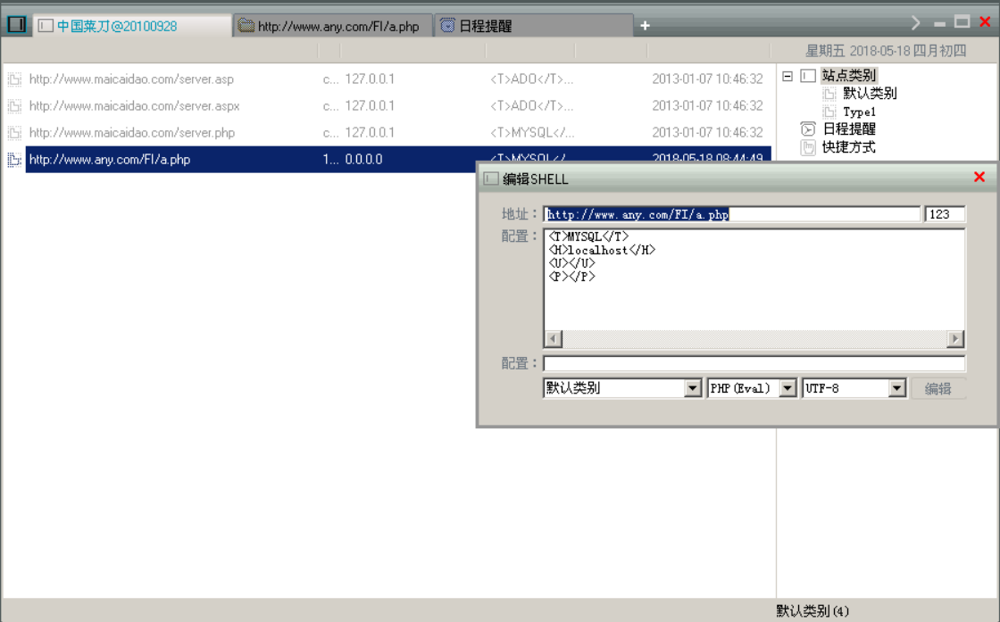 中国菜刀@20100928 http://www.any.com/FI/a.php 日程提醒
星期五 2018-05-18 四月初四
http://www.maicaidao.com/server.asp c... 127.0.0.1 <T>ADO</T>... 2013-01-07 10:46:32
http://www.maicaidao.com/server.aspx c... 127.0.0.1 <T>ADO</T>... 2013-01-07 10:46:32
http://www.maicaidao.com/server.php c... 127.0.0.1 <T>MYSQL</... 2013-01-07 10:46:32
http://www.any.com/FI/a.php 1... 0.0.0.0 <T>MYSQL</ 2018-05-18 08:44:49
站点类别
默认类别
Type1
日程提醒
快捷方式
编辑SHELL
地址: http://www.any.com/FI/a.php 123
配置: <T>MYSQL</T>
<H>localhost</H>
<U></U>
<P></P>
配置:
默认类别 PHP(Eval) UTF-8 编辑
默认类别(4)